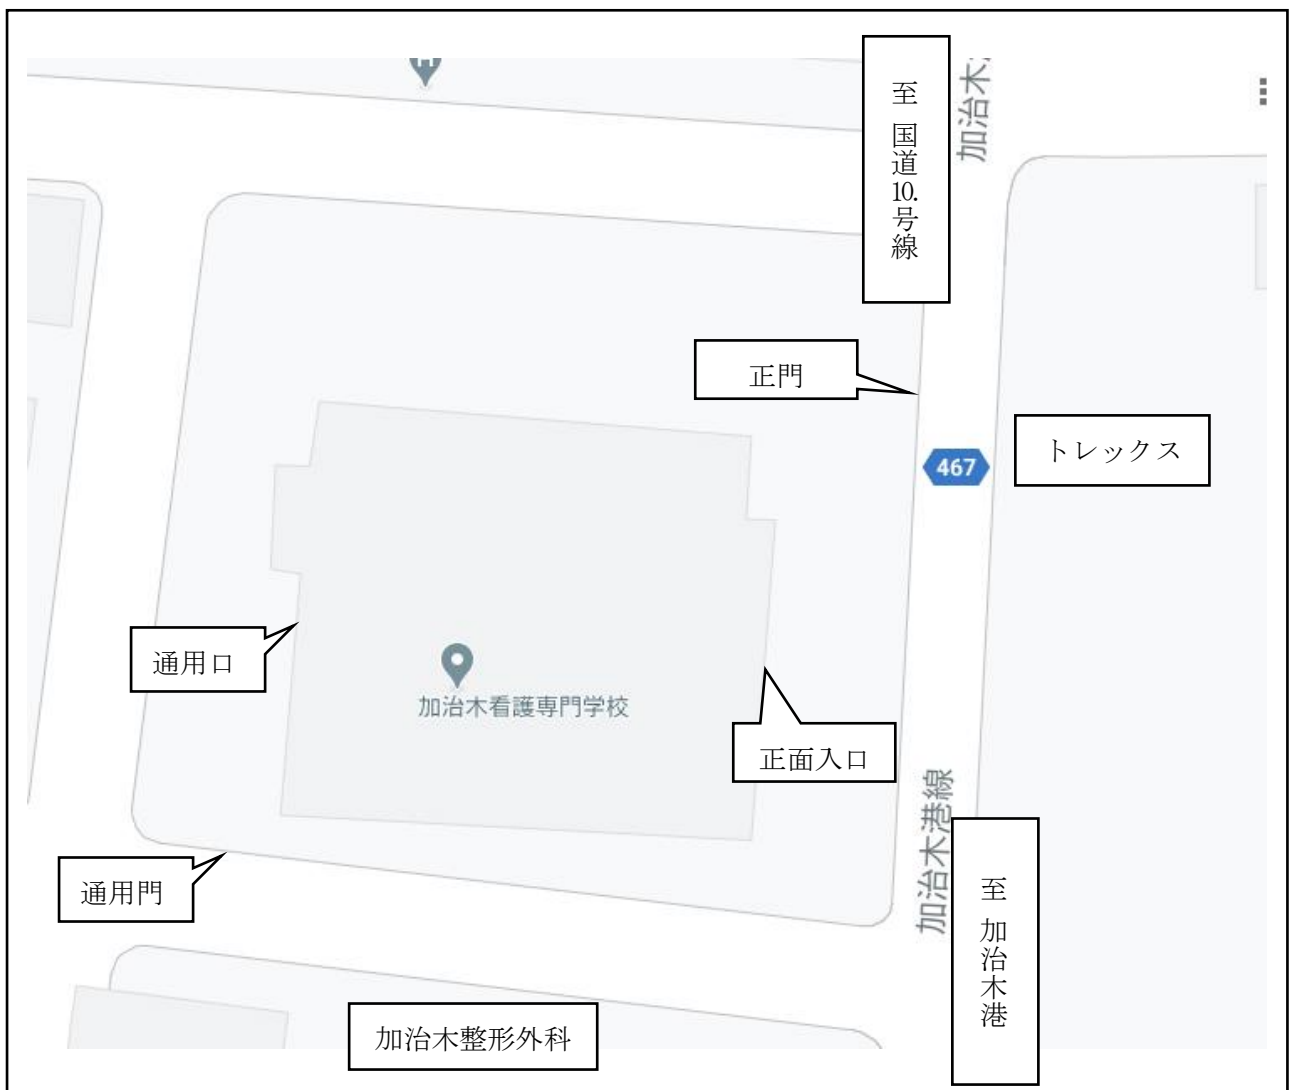 H
至 国道10.号線
加治木
正門
トレックス
467
通用口
加治木看護専門学校
正面入口
加治木港線
通用門
至 加治木港
加治木整形外科